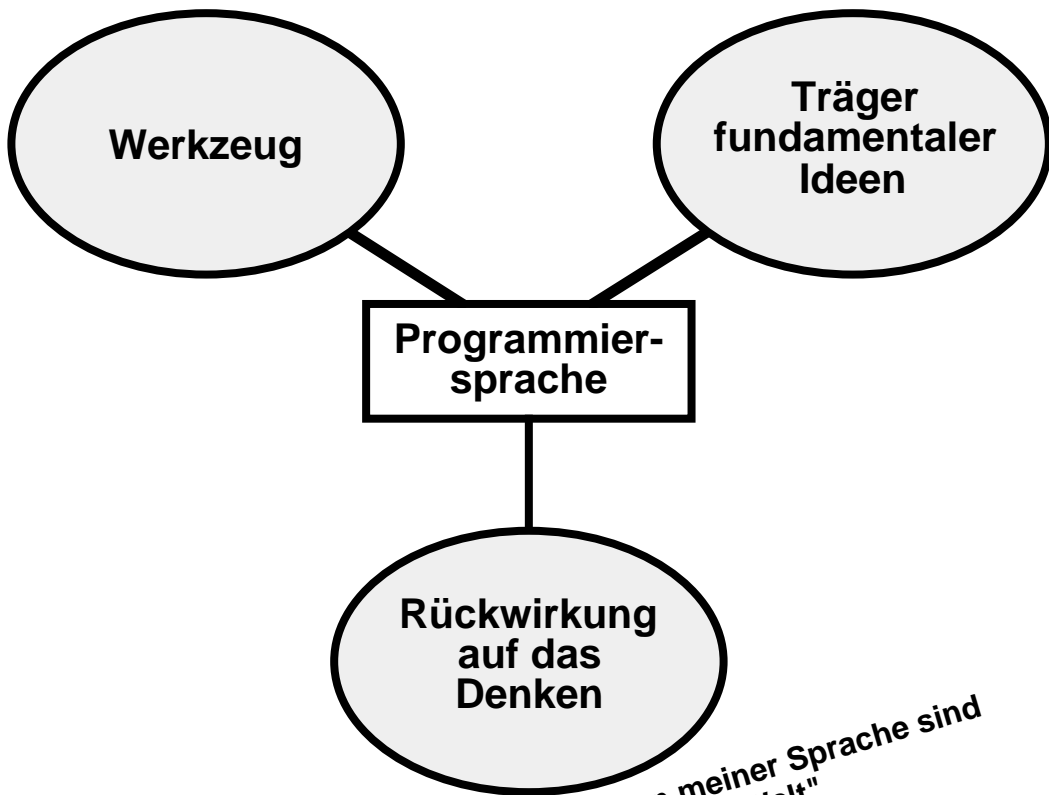 Werkzeug
Träger
fundamentaler
Ideen
Programmier-
sprache
Rückwirkung
auf das
Denken
meiner Sprache sind